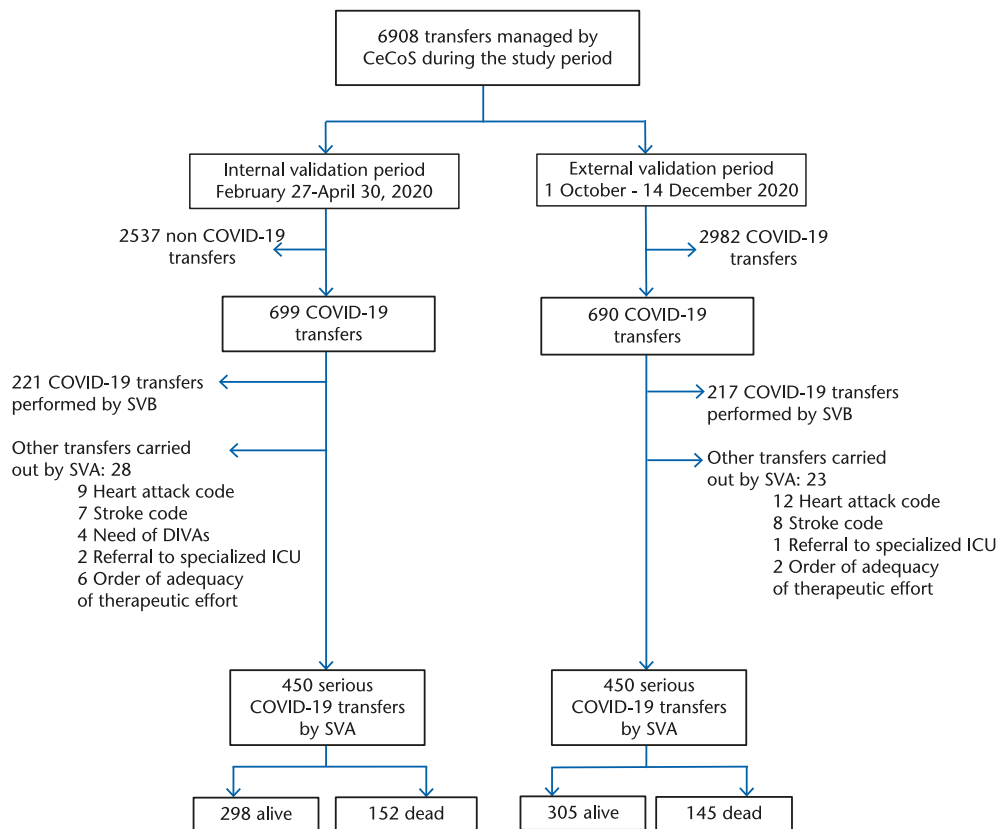 6908 transfers managed by
CeCoS during the study period
Internal validation period
February 27-April 30, 2020
External validation period
1 October - 14 December 2020
2537 non COVID-19
transfers
2982 COVID-19
transfers
699 COVID-19
transfers
690 COVID-19
transfers
221 COVID-19 transfers
performed by SVB
217 COVID-19 transfers
performed by SVB
Other transfers carried
out by SVA: 28
9 Heart attack code
7 Stroke code
4 Need of DIVAs
2 Referral to specialized ICU
6 Order of adequacy
of therapeutic effort
Other transfers carried
out by SVA: 23
12 Heart attack code
8 Stroke code
1 Referral to specialized ICU
2 Order of adequacy
of therapeutic effort
450 serious
COVID-19 transfers
by SVA
450 serious
COVID-19 transfers
by SVA
298 alive
152 dead
305 alive
145 dead